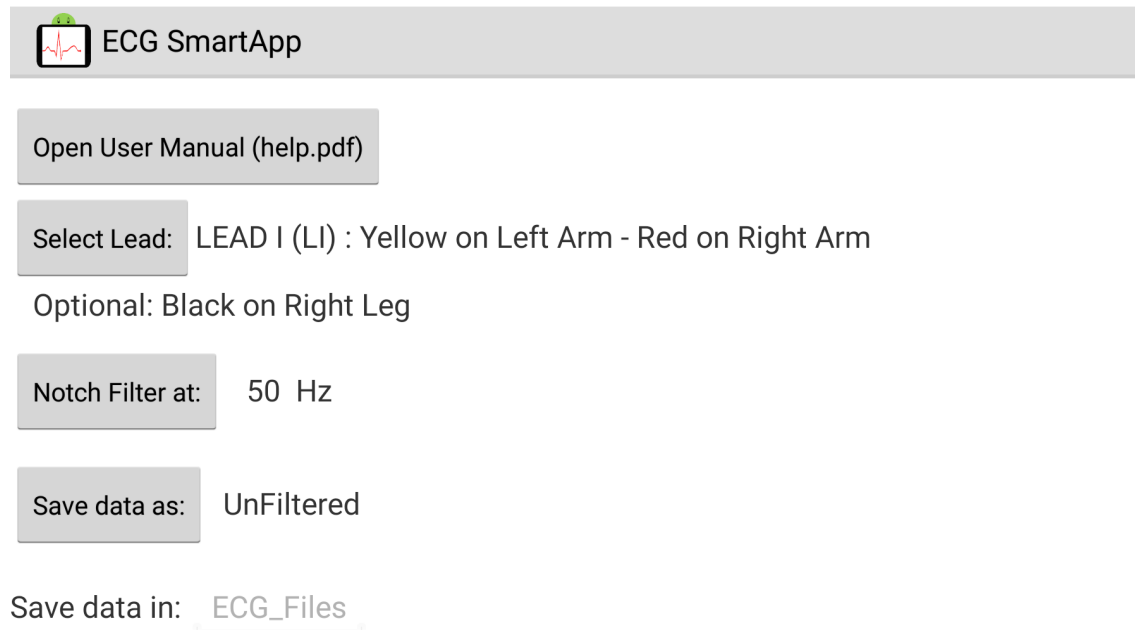 ECG SmartApp
Open User Manual (help.pdf)
Select Lead: LEAD I (LI) : Yellow on Left Arm - Red on Right Arm
Optional: Black on Right Leg
Notch Filter at: 50 Hz
Save data as: UnFiltered
Save data in: ECG_Files